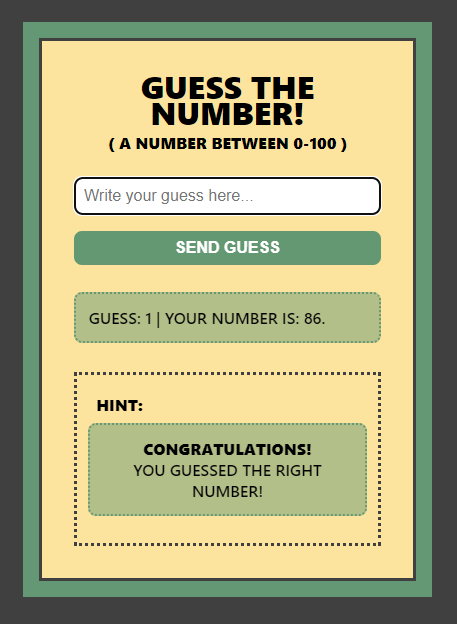 GUESS THE
NUMBER!
( A NUMBER BETWEEN 0-100 )
Write your guess here...
SEND GUESS
GUESS: 1 | YOUR NUMBER IS: 86.
HINT:
CONGRATULATIONS!
YOU GUESSED THE RIGHT
NUMBER!